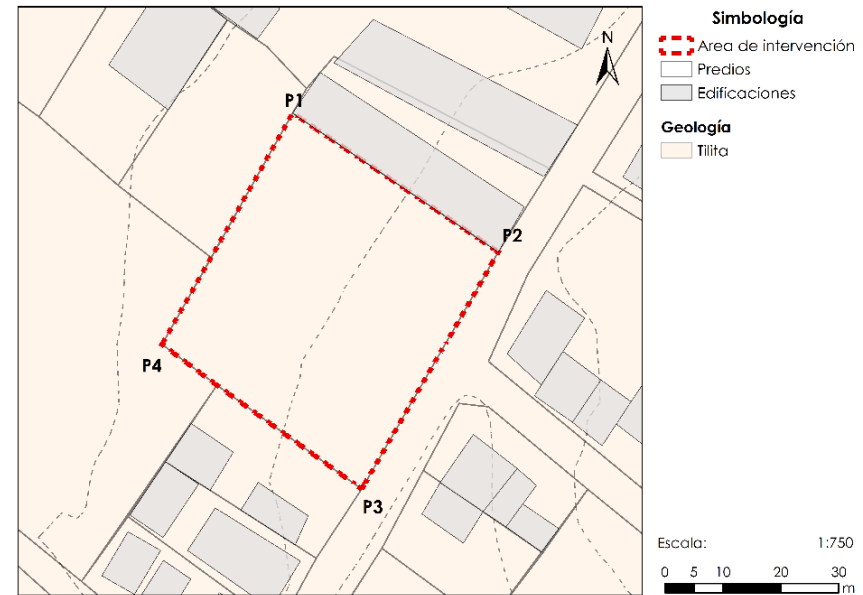 P1
P2
P3
P4
N
Simbología
Area de intervención
Predios
Edificaciones
Geología
Tilita
Escala: 1:750
0 5 10 20 30
m